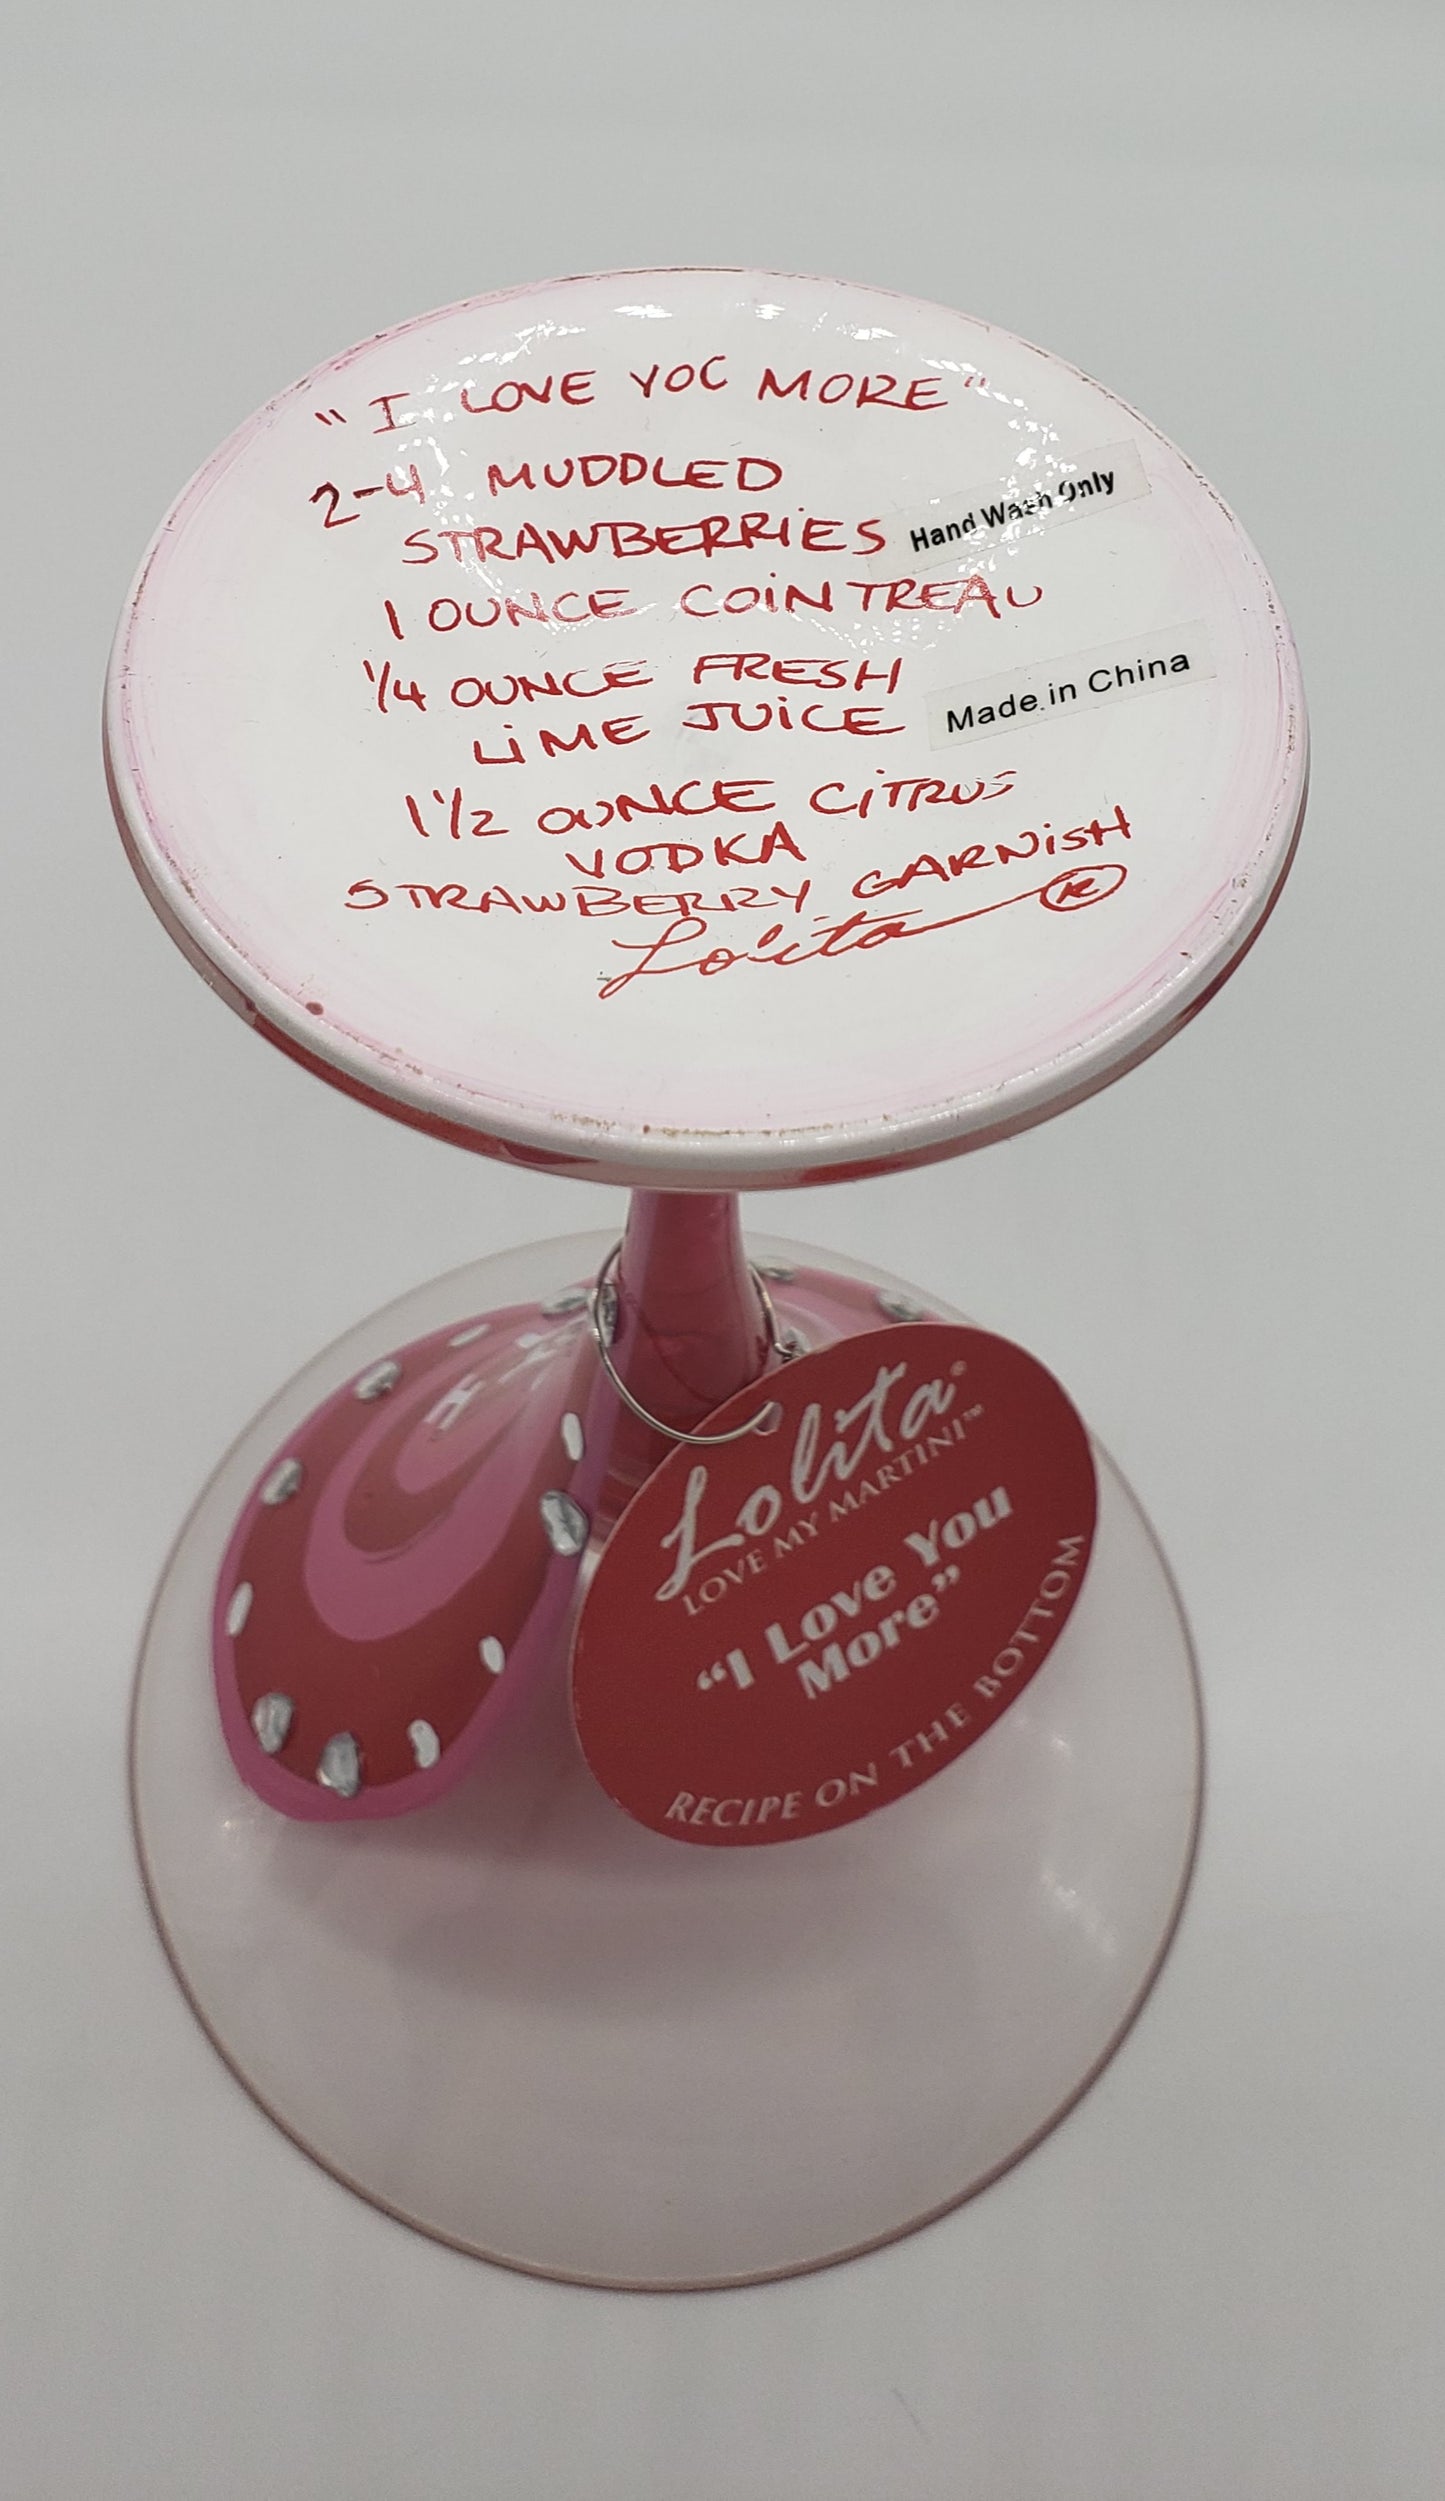 "I LOVE YOU MORE"
2-4 MUDDLED
STRAWBERRiES
Hand Wash Only
1 OUNCE COiNTREAU
1/4 OUNCE FRESH
LiME JUiCE
Made in China
1 1/2 OUNCE CiTRUS
VODKA
STRAWBERRY GARNiSH
Lolita ®
Lolita®
LOVE MY MARTINI™
“I Love You
More”
RECIPE ON THE BOTTOM